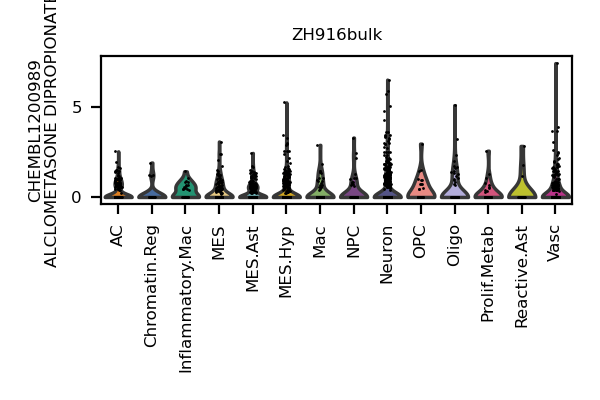 ZH916bulk
CHEMBL1200989
ALCLOMETASONE DIPROPIONATE
5
0
AC
Chromatin.Reg
Inflammatory.Mac
MES
MES.Ast
MES.Hyp
Mac
NPC
Neuron
OPC
Oligo
Prolif.Metab
Reactive.Ast
Vasc